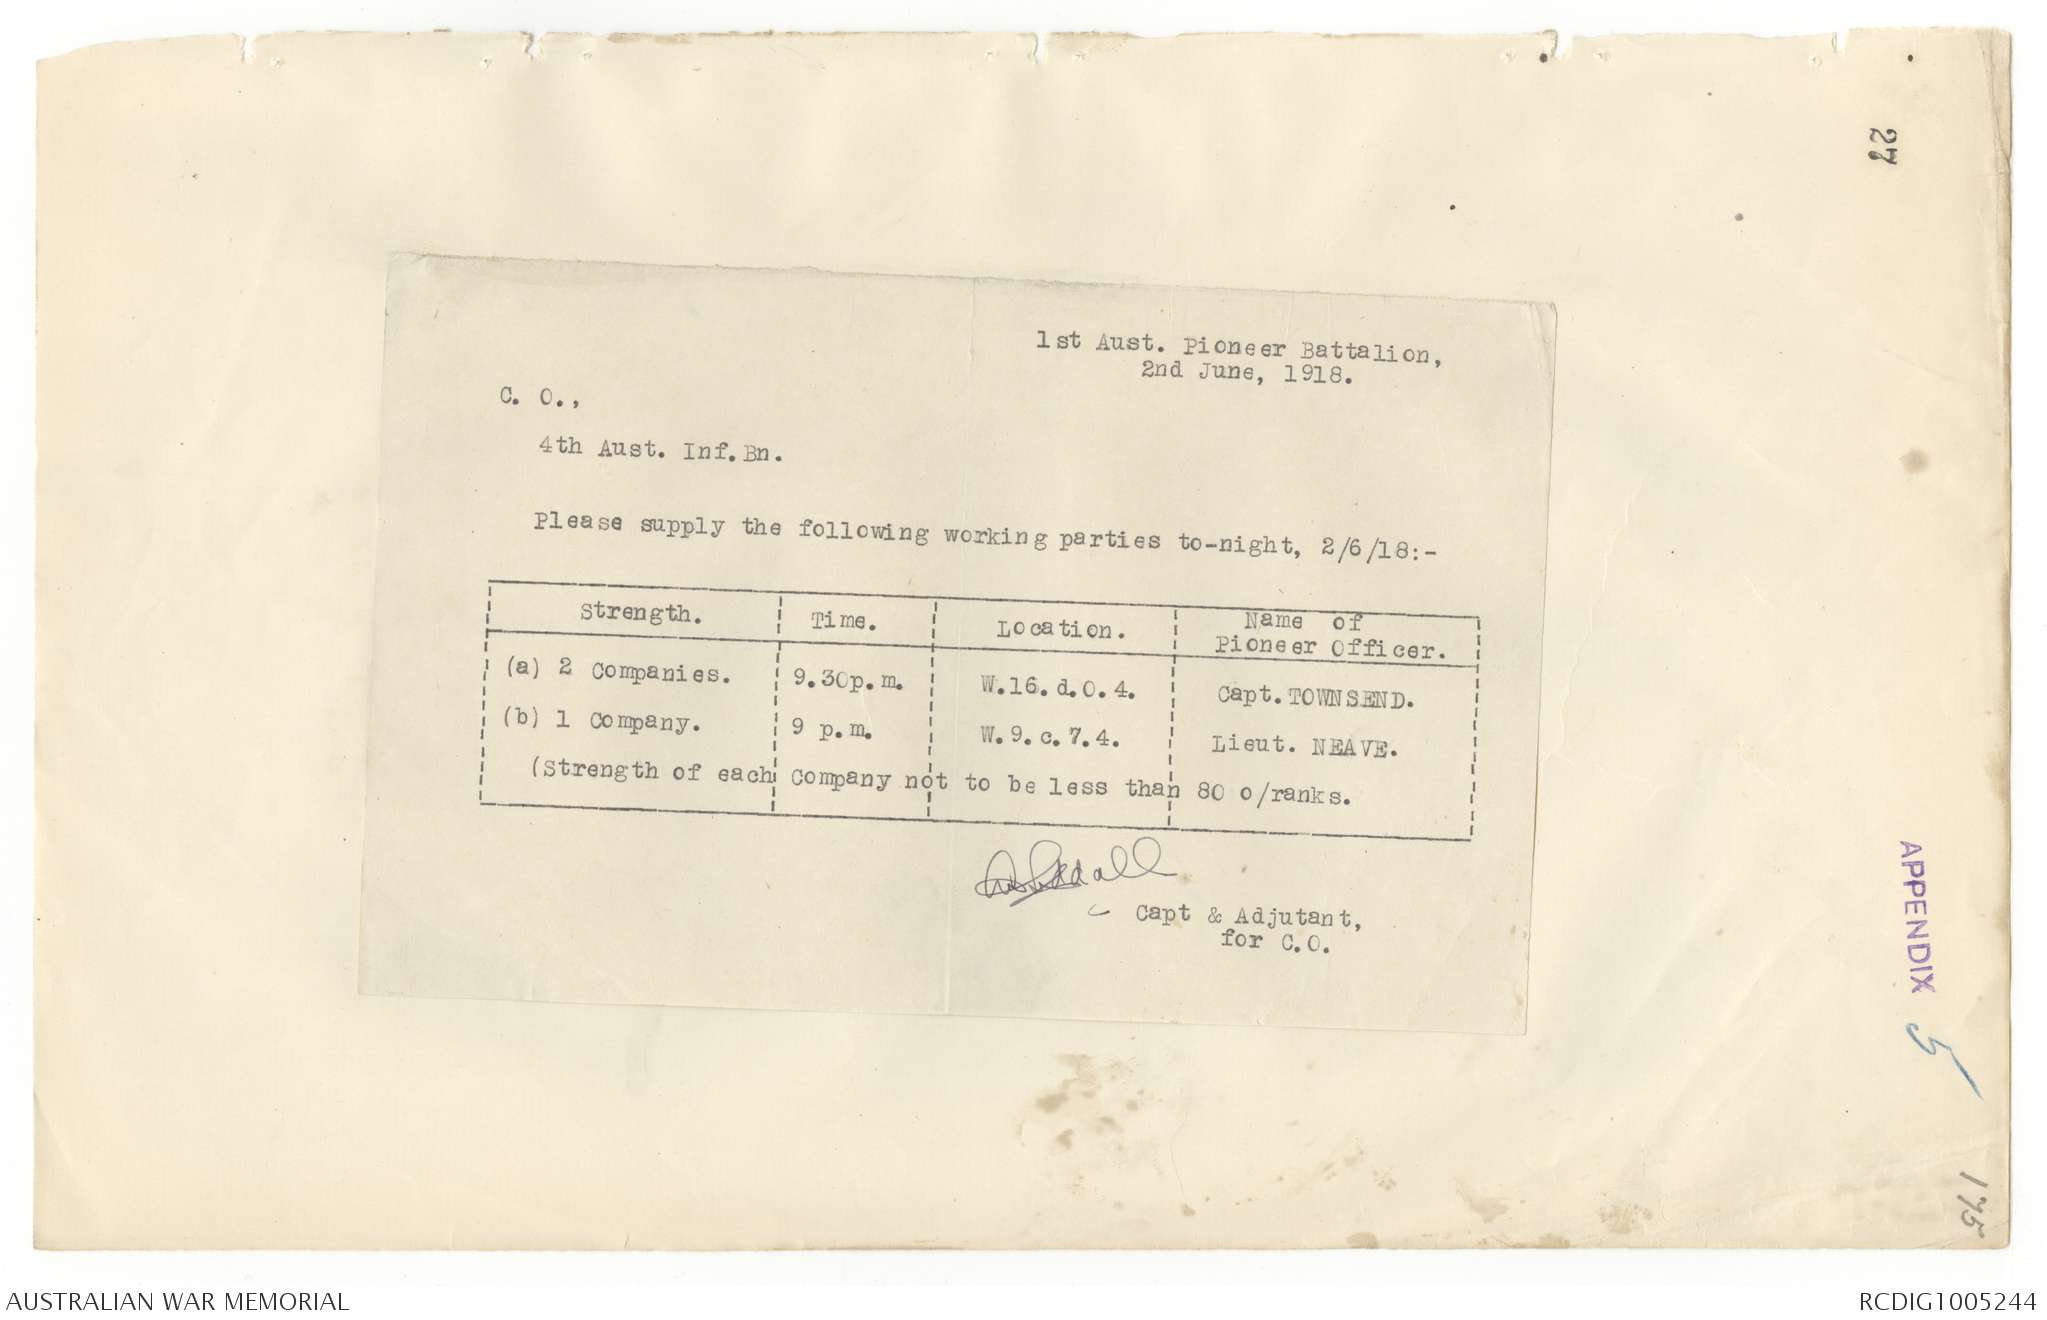 27
1st Aust. Pioneer Battalion,
2nd June, 1918.
C. O.,
4th Aust. Inf.Bn.
Please supply the following working parties to-night, 2/6/18:-
Strength. Time. Location. Name of
Pioneer Officer.
(a) 2 Companies. 9.30p.m. W.16.d.0.4. Capt.TOWNSEND.
(b) 1 Company. 9 p.m. W.9.c.7.4. Lieut. NEAVE.
(Strength of each Company not to be less than 80 o/ranks.
Capt & Adjutant,
for C.O.
APPENDIX 5
175
AUSTRALIAN WAR MEMORIAL
RCDIG1005244